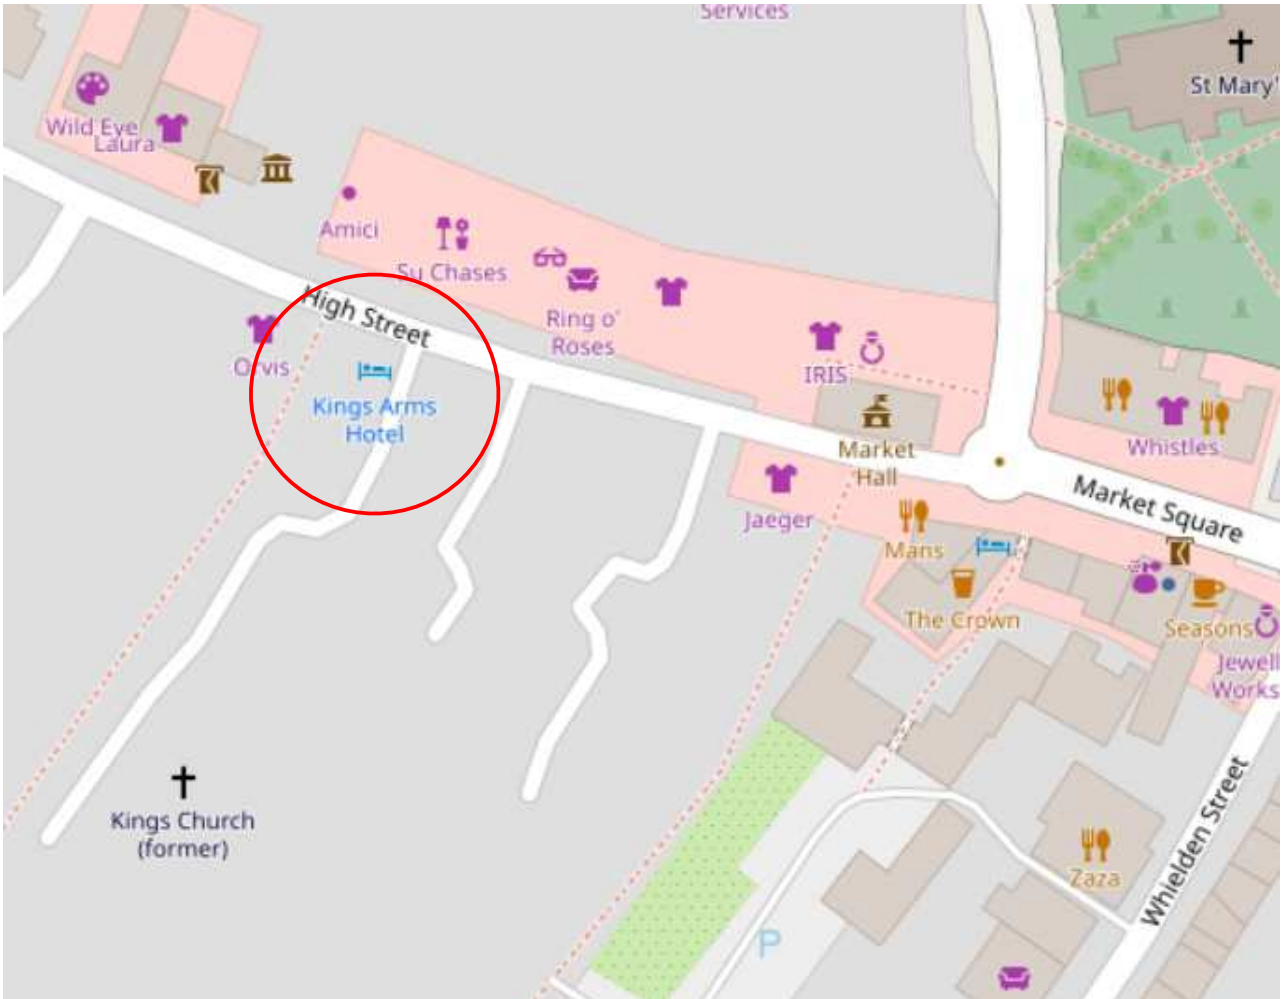 Services
St Mary'
Wild Eye
Laura
Amici
Su Chases
High Street
Ring o'
Roses
Orvis
IRIS
Kings Arms
Hotel
Market
Hall
Whistles
Jaeger
Market Square
Mans
The Crown
Seasons
Jewell
Works
Kings Church
(former)
Whielden Street
Zaza
P